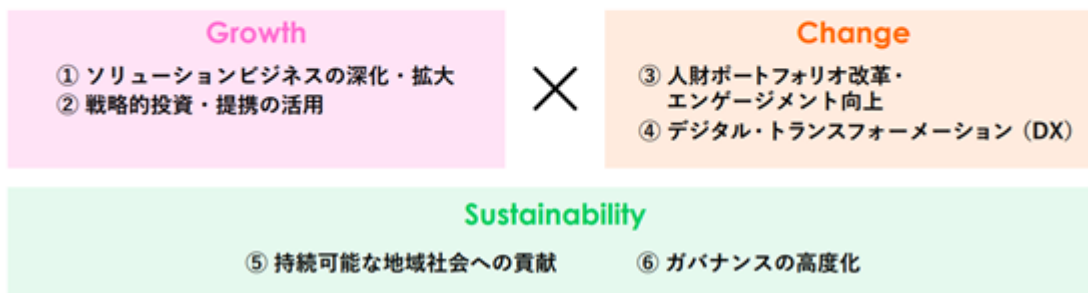 Growth
① ソリューションビジネスの深化・拡大
② 戦略的投資・提携の活用
×
Change
③ 人財ポートフォリオ改革・
エンゲージメント向上
④ デジタル・トランスフォーメーション（DX）
Sustainability
⑤ 持続可能な地域社会への貢献
⑥ ガバナンスの高度化